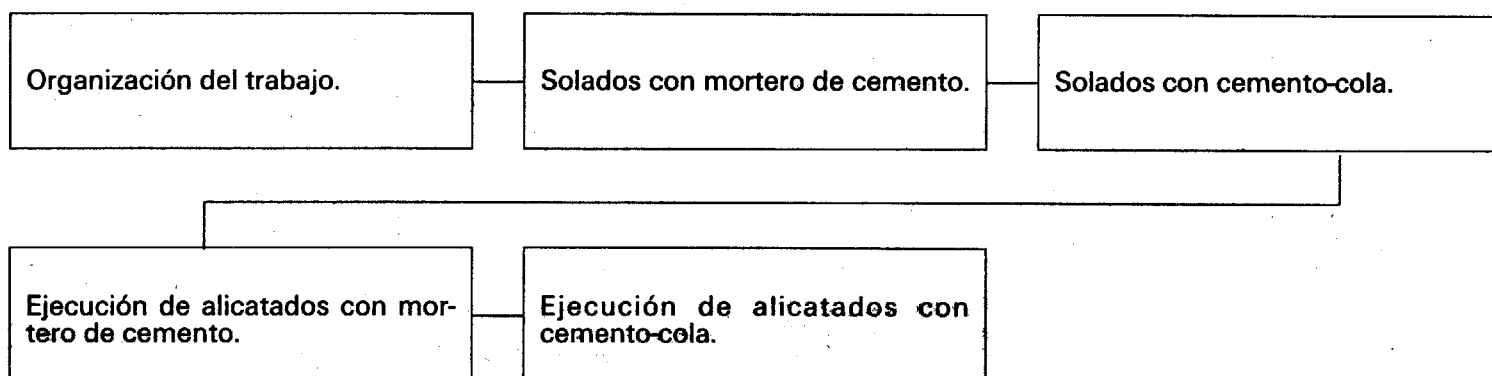 Organización del trabajo.
Solados con mortero de cemento.
Solados con cemento-cola.
Ejecución de alicatados con mor-
tero de cemento.
Ejecución de alicatados con
cemento-cola.